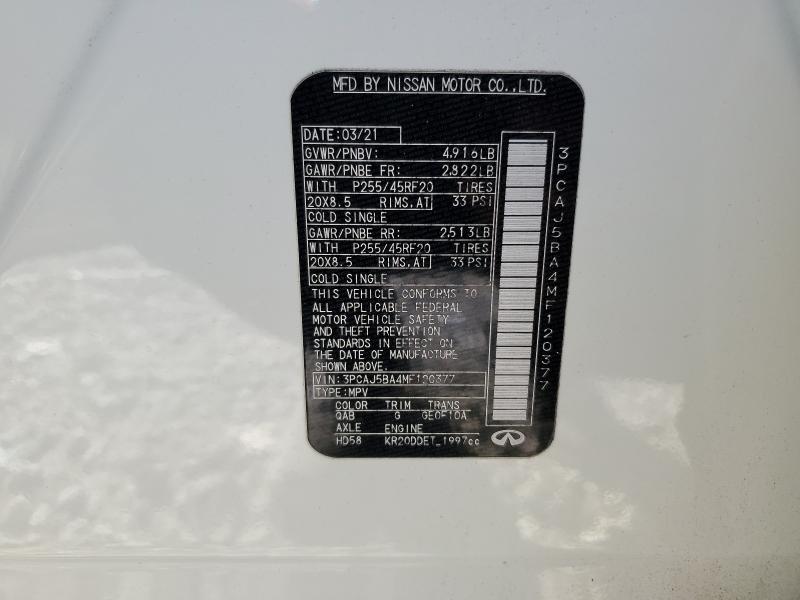 MFD BY NISSAN MOTOR CO.,LTD.
DATE: 03/21
GVWR/PNBV: 4,916LB
GAWR/PNBE FR: 2,822LB
WITH P255/45RF20 TIRES
20X8.5 RIMS,AT 33 PSI
COLD SINGLE
GAWR/PNBE RR: 2,513LB
WITH P255/45RF20 TIRES
20X8.5 RIMS,AT 33 PSI
COLD SINGLE
THIS VEHICLE CONFORMS TO
ALL APPLICABLE FEDERAL
MOTOR VEHICLE SAFETY
AND THEFT PREVENTION
STANDARDS IN EFFECT ON
THE DATE OF MANUFACTURE
SHOWN ABOVE.
VIN: 3PCAJ5BA4MF120377
TYPE: MPV
COLOR TRIM TRANS
QAB G GE0F10A
AXLE ENGINE
HD58 KR20DDET_1997cc
3PCAJ5BA4MF120377